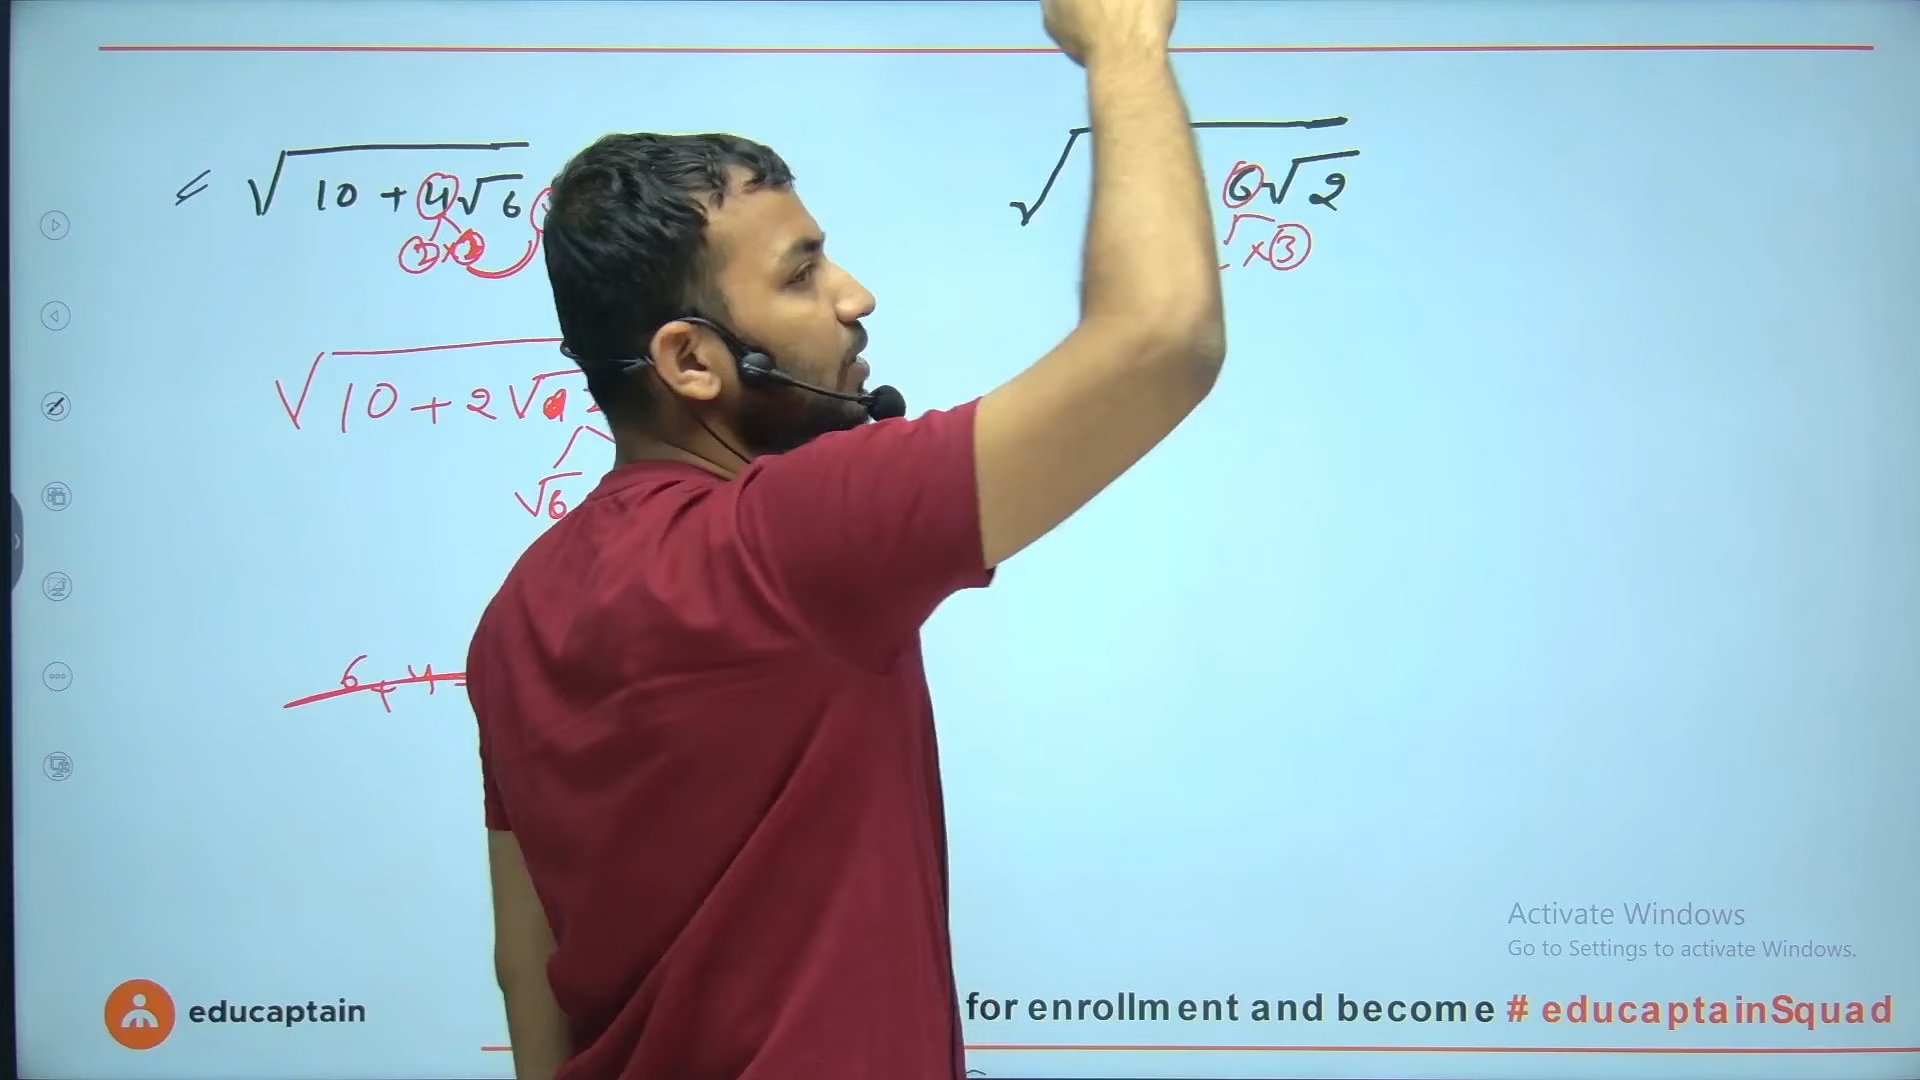 √10 + 4√6
6√2
2 × 2
× 3
√10 + 2√
√6
6 + 4 =
Activate Windows
Go to Settings to activate Windows.
educaptain
for enrollment and become # educaptainSquad